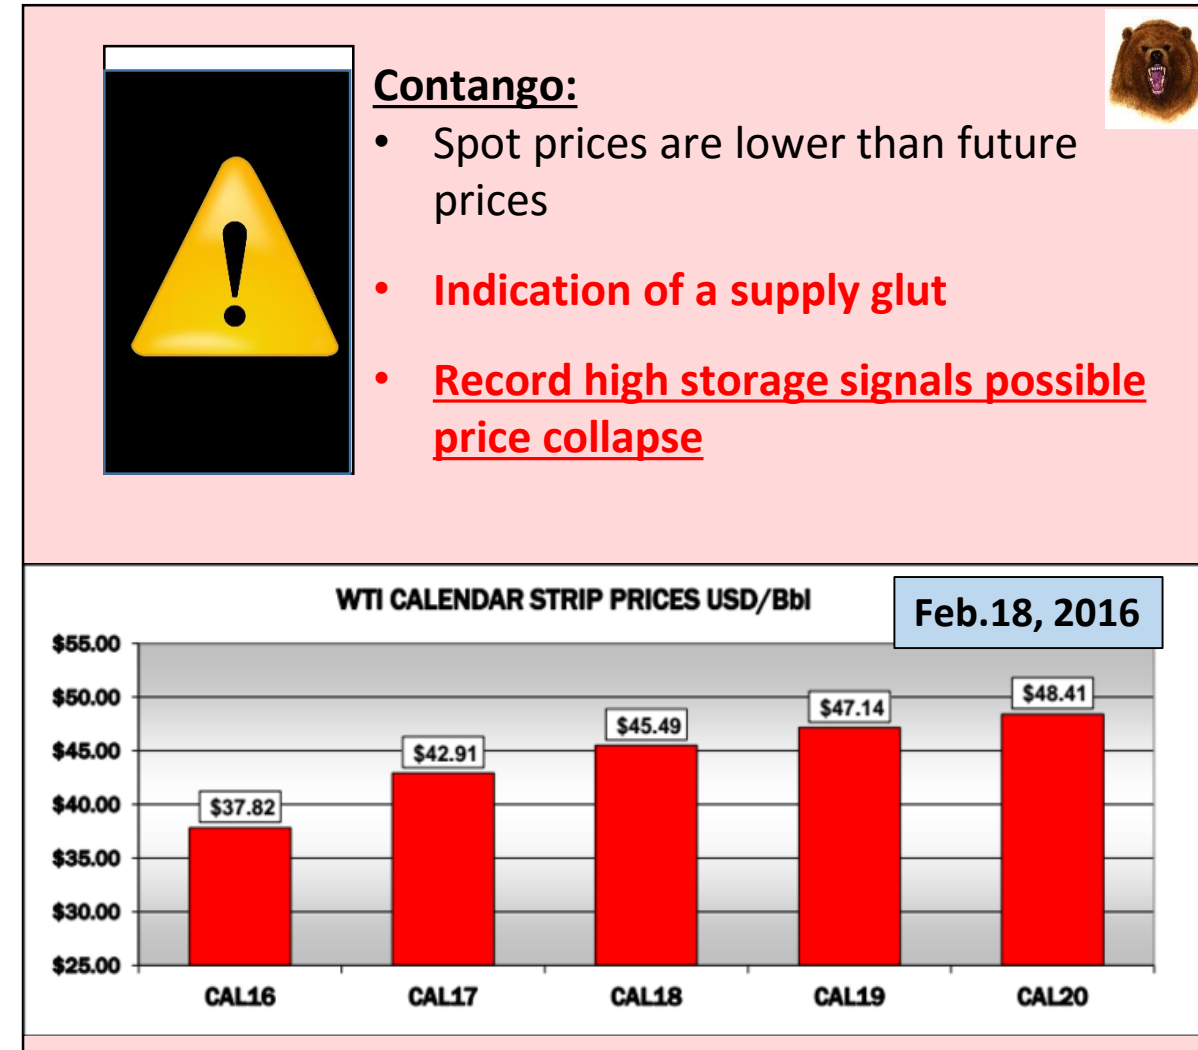 Contango:
• Spot prices are lower than future
prices
• Indication of a supply glut
• Record high storage signals possible
price collapse
WTI CALENDAR STRIP PRICES USD/Bbl
Feb.18, 2016
$55.00
$50.00
$45.00
$40.00
$35.00
$30.00
$25.00
$37.82
$42.91
$45.49
$47.14
$48.41
CAL16 CAL17 CAL18 CAL19 CAL20